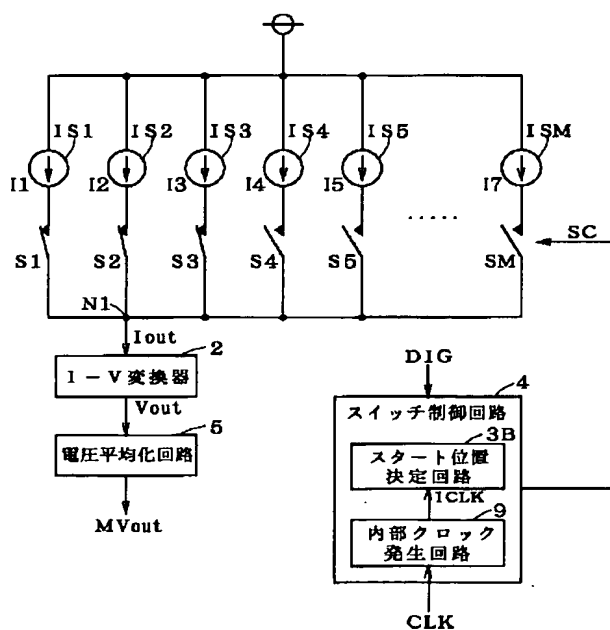 IS1 IS2 IS3 IS4 IS5 ISM
I1 I2 I3 I4 I5 I7
.....
SC
S1 S2 S3 S4 S5 SM
N1
Iout
2
I-V変換器
Vout
5
電圧平均化回路
MVout
DIG
4
スイッチ制御回路
3B
スタート位置
決定回路
ICLK
9
内部クロック
発生回路
CLK